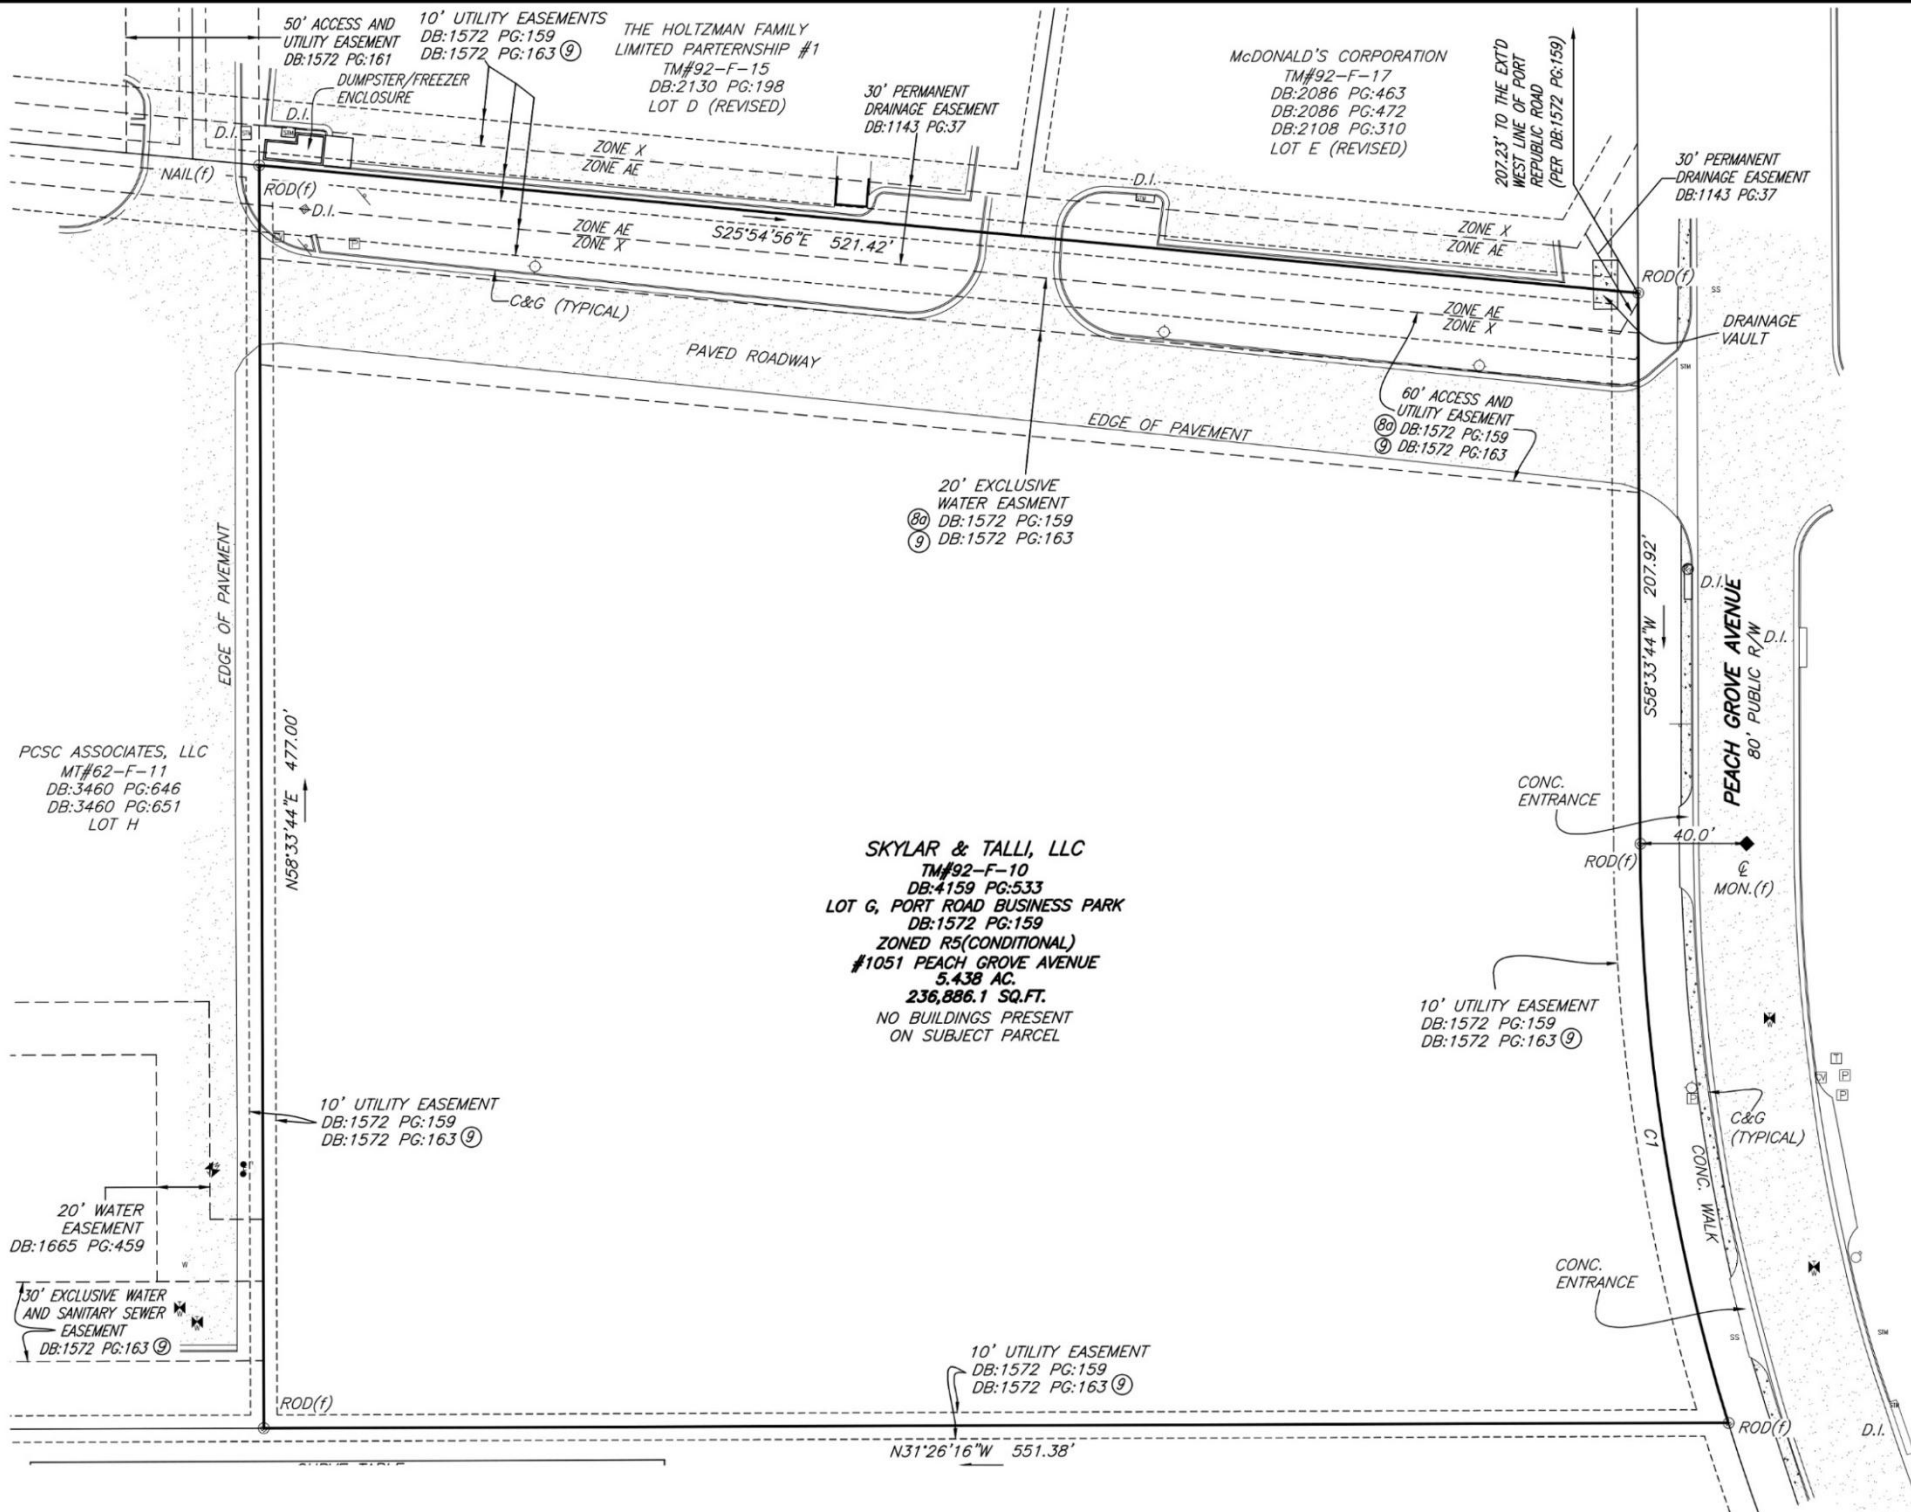 50' ACCESS AND
UTILITY EASEMENT
DB:1572 PG:161
10' UTILITY EASEMENTS
DB:1572 PG:159
DB:1572 PG:163 ⑨
THE HOLTZMAN FAMILY
LIMITED PARTERNSHIP #1
TM#92-F-15
DB:2130 PG:198
LOT D (REVISED)
DUMPSTER/FREEZER
ENCLOSURE
30' PERMANENT
DRAINAGE EASEMENT
DB:1143 PG:37
McDONALD'S CORPORATION
TM#92-F-17
DB:2086 PG:463
DB:2086 PG:472
DB:2108 PG:310
LOT E (REVISED)
207.23' TO THE EXT'D
WEST LINE OF PORT
REPUBLIC ROAD
(PER DB:1572 PG:159)
30' PERMANENT
DRAINAGE EASEMENT
DB:1143 PG:37
D.I.
D.I.
NAIL(f)
ROD(f)
D.I.
ZONE X
ZONE AE
ZONE AE
ZONE X
S25°54'56"E 521.42'
D.I.
ZONE X
ZONE AE
ROD(f)
SS
ZONE AE
ZONE X
DRAINAGE
VAULT
STM
C&G (TYPICAL)
PAVED ROADWAY
EDGE OF PAVEMENT
60' ACCESS AND
UTILITY EASEMENT
8a DB:1572 PG:159
⑨ DB:1572 PG:163
20' EXCLUSIVE
WATER EASMENT
8a DB:1572 PG:159
⑨ DB:1572 PG:163
EDGE OF PAVEMENT
S58°33'44"W 207.92'
D.I.
PEACH GROVE AVENUE
80' PUBLIC R/W
D.I.
N58°33'44"E 477.00'
PCSC ASSOCIATES, LLC
MT#62-F-11
DB:3460 PG:646
DB:3460 PG:651
LOT H
CONC.
ENTRANCE
40.0'
ROD(f)
℄
MON.(f)
SKYLAR & TALLI, LLC
TM#92-F-10
DB:4159 PG:533
LOT G, PORT ROAD BUSINESS PARK
DB:1572 PG:159
ZONED R5(CONDITIONAL)
#1051 PEACH GROVE AVENUE
5.438 AC.
236,886.1 SQ.FT.
NO BUILDINGS PRESENT
ON SUBJECT PARCEL
10' UTILITY EASEMENT
DB:1572 PG:159
DB:1572 PG:163 ⑨
T
P
P
P
C&G
(TYPICAL)
C1
CONC. WALK
10' UTILITY EASEMENT
DB:1572 PG:159
DB:1572 PG:163 ⑨
20' WATER
EASEMENT
DB:1665 PG:459
W
30' EXCLUSIVE WATER
AND SANITARY SEWER
EASEMENT
DB:1572 PG:163 ⑨
CONC.
ENTRANCE
SS
STM
10' UTILITY EASEMENT
DB:1572 PG:159
DB:1572 PG:163 ⑨
ROD(f)
ROD(f)
D.I.
N31°26'16"W 551.38'